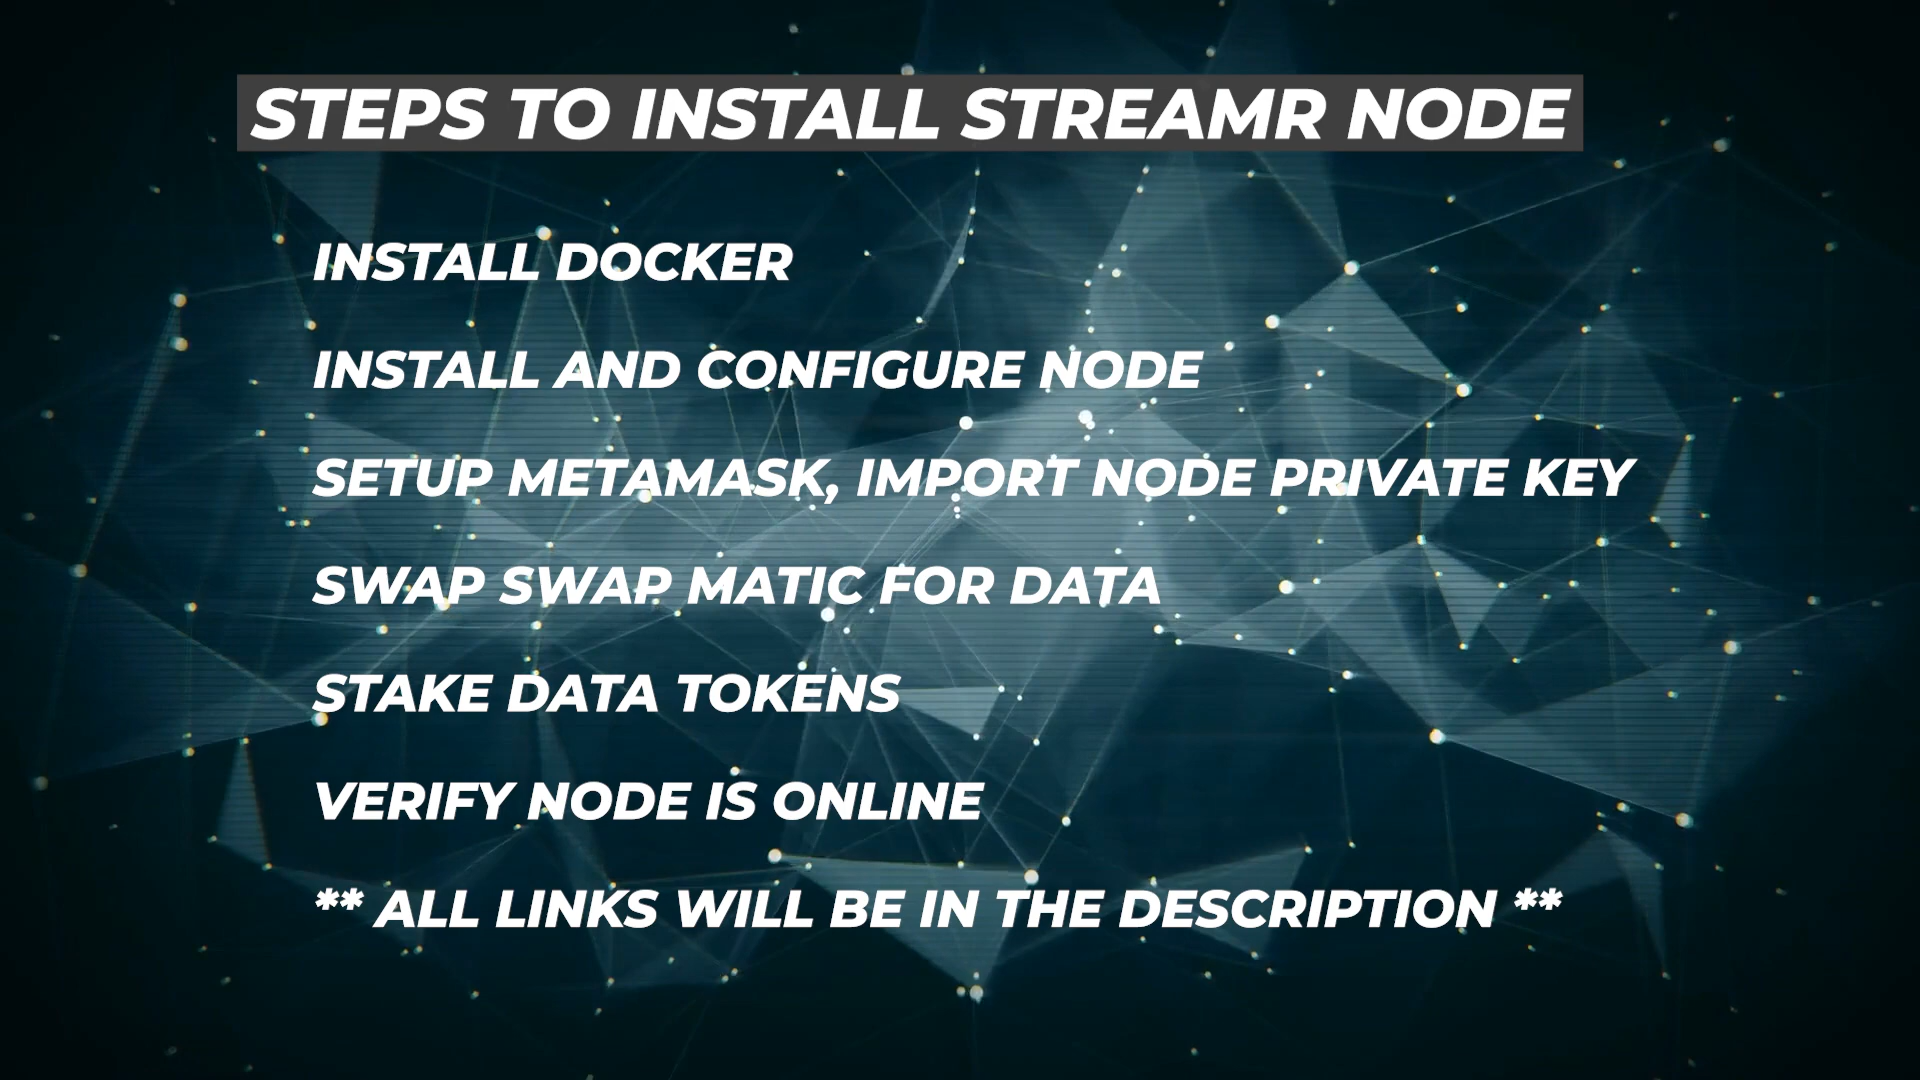 STEPS TO INSTALL STREAMR NODE
INSTALL DOCKER
INSTALL AND CONFIGURE NODE
SETUP METAMASK, IMPORT NODE PRIVATE KEY
SWAP SWAP MATIC FOR DATA
STAKE DATA TOKENS
VERIFY NODE IS ONLINE
** ALL LINKS WILL BE IN THE DESCRIPTION **